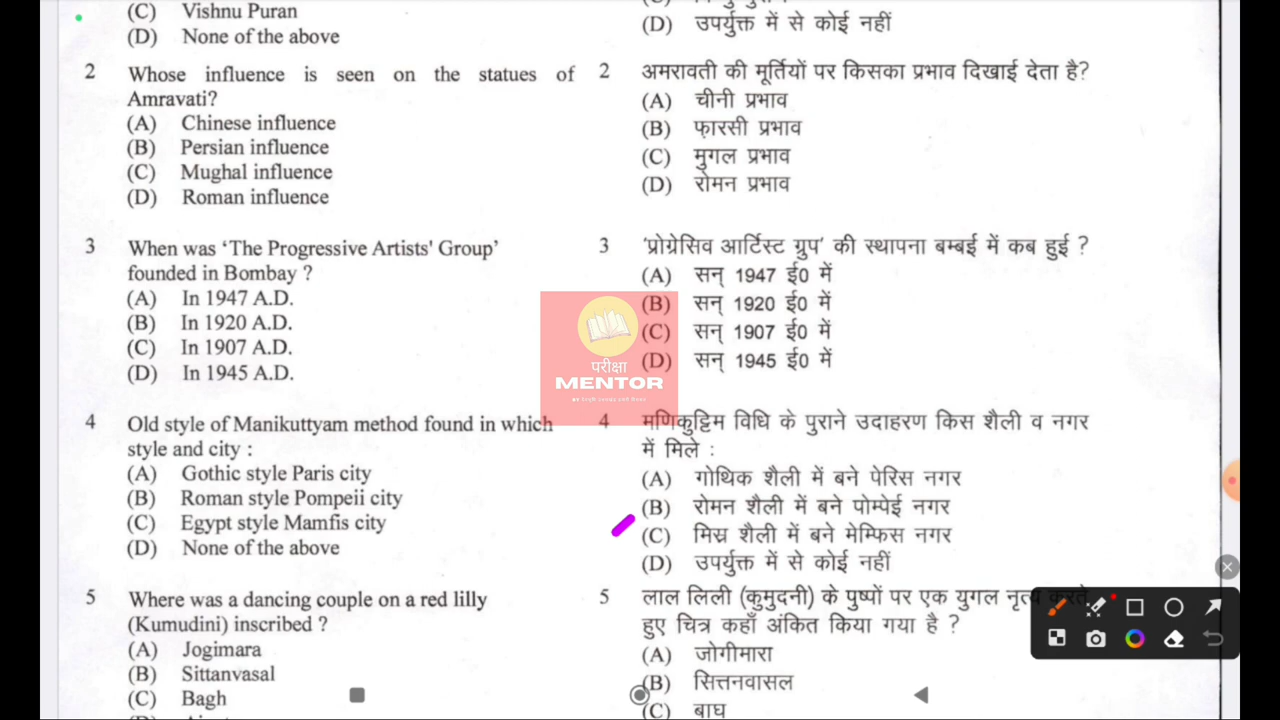 (C) Vishnu Puran
(D) None of the above
2 Whose influence is seen on the statues of
Amravati?
(A) Chinese influence
(B) Persian influence
(C) Mughal influence
(D) Roman influence
3 When was ‘The Progressive Artists' Group’
founded in Bombay ?
(A) In 1947 A.D.
(B) In 1920 A.D.
(C) In 1907 A.D.
(D) In 1945 A.D.
4 Old style of Manikuttyam method found in which
style and city :
(A) Gothic style Paris city
(B) Roman style Pompeii city
(C) Egypt style Mamfis city
(D) None of the above
5 Where was a dancing couple on a red lilly
(Kumudini) inscribed ?
(A) Jogimara
(B) Sittanvasal
(C) Bagh
(D) उपर्युक्त में से कोई नहीं
2 अमरावती की मूर्तियों पर किसका प्रभाव दिखाई देता है?
(A) चीनी प्रभाव
(B) फ़ारसी प्रभाव
(C) मुगल प्रभाव
(D) रोमन प्रभाव
3 'प्रोग्रेसिव आर्टिस्ट ग्रुप' की स्थापना बम्बई में कब हुई ?
(A) सन् 1947 ई0 में
(B) सन् 1920 ई0 में
(C) सन् 1907 ई0 में
(D) सन् 1945 ई0 में
4 मणिकुट्टिम विधि के पुराने उदाहरण किस शैली व नगर
में मिले :
(A) गोथिक शैली में बने पेरिस नगर
(B) रोमन शैली में बने पोम्पेई नगर
(C) मिस्र शैली में बने मेम्फिस नगर
(D) उपर्युक्त में से कोई नहीं
5 लाल लिली (कुमुदनी) के पुष्पों पर एक युगल नृत्य करते
हुए चित्र कहाँ अंकित किया गया है ?
(A) जोगीमारा
(B) सित्तनवासल
(C) बाघ
परीक्षा
MENTOR